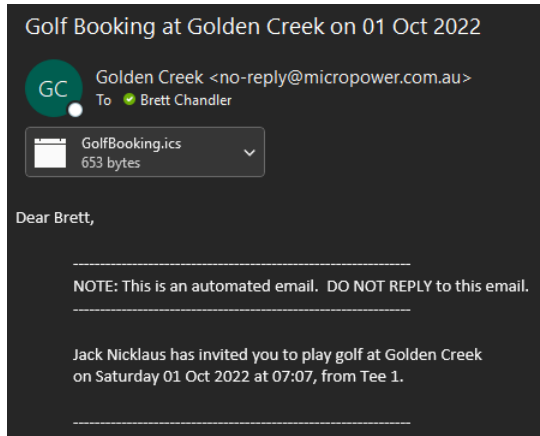 Golf Booking at Golden Creek on 01 Oct 2022
GC
Golden Creek <no-reply@micropower.com.au>
To Brett Chandler
GolfBooking.ics
653 bytes
Dear Brett,
----------------------------------------------------------------
NOTE: This is an automated email.  DO NOT REPLY to this email.
----------------------------------------------------------------
Jack Nicklaus has invited you to play golf at Golden Creek
on Saturday 01 Oct 2022 at 07:07, from Tee 1.
----------------------------------------------------------------